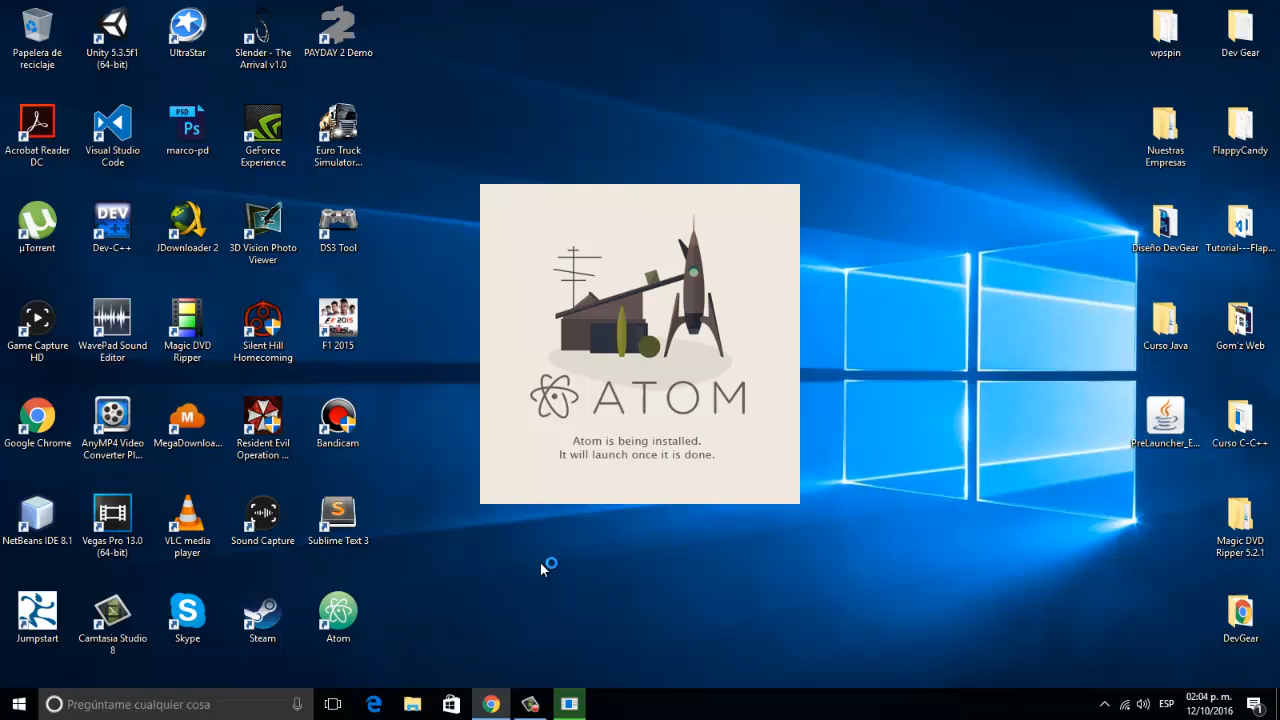 Papelera de
reciclaje
Unity 5.3.5f1
(64-bit)
UltraStar
Slender - The
Arrival v1.0
PAYDAY 2 Demo
wpspin
Dev Gear
Acrobat Reader
DC
Visual Studio
Code
PSD
Ps
marco-pd
GeForce
Experience
Euro Truck
Simulator...
Nuestras
Empresas
FlappyCandy
µTorrent
DEV
Dev-C++
JDownloader 2
3D Vision Photo
Viewer
DS3 Tool
Diseño DevGear
Tutorial---Flap...
Game Capture
HD
WavePad Sound
Editor
Magic DVD
Ripper
Silent Hill
Homecoming
F1 2015
Curso Java
Gom´z Web
ATOM
Atom is being installed.
It will launch once it is done.
Google Chrome
AnyMP4 Video
Converter Pl...
MegaDownloa...
Resident Evil
Operation ...
Bandicam
PreLauncher_E...
Curso C-C++
NetBeans IDE 8.1
Vegas Pro 13.0
(64-bit)
VLC media
player
Sound Capture
Sublime Text 3
Magic DVD
Ripper 5.2.1
Jumpstart
Camtasia Studio
8
Skype
Steam
Atom
DevGear
Pregúntame cualquier cosa
ESP
02:04 p. m.
12/10/2016
1